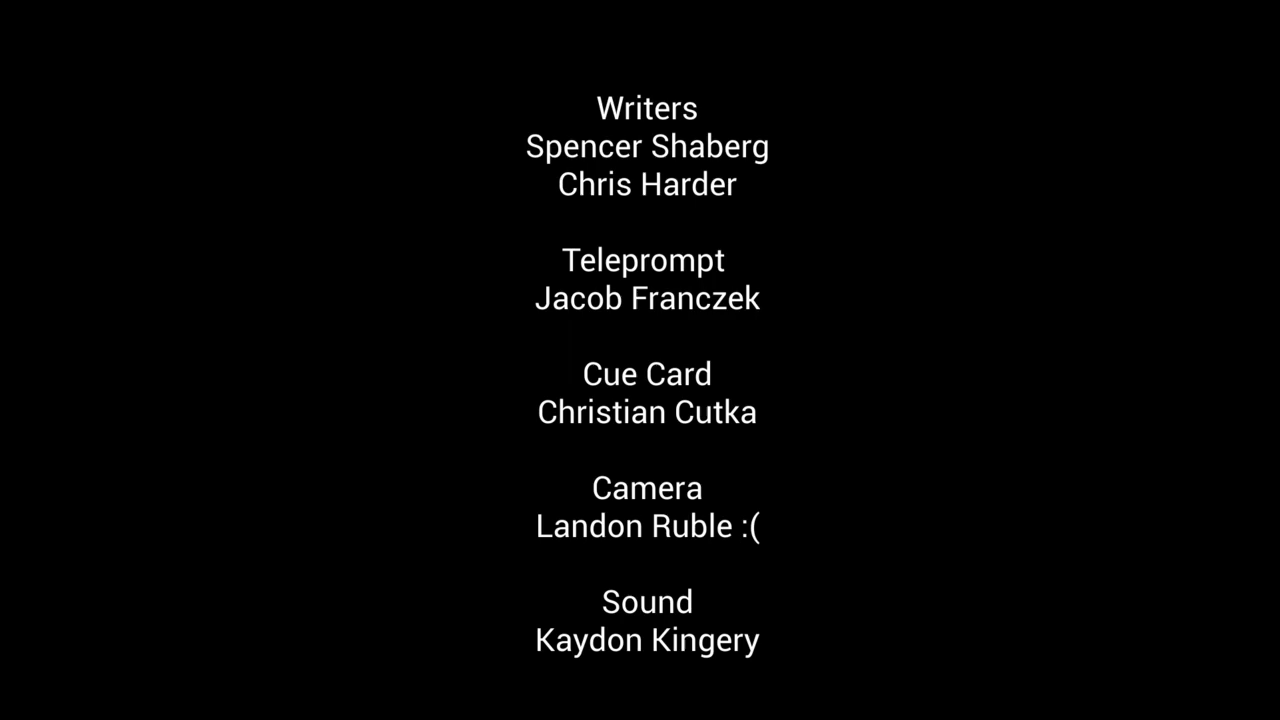 Writers
Spencer Shaberg
Chris Harder
Teleprompt
Jacob Franczek
Cue Card
Christian Cutka
Camera
Landon Ruble :(
Sound
Kaydon Kingery